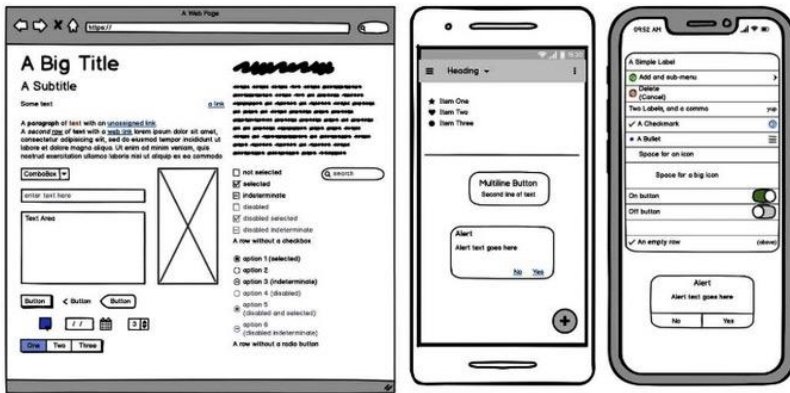 A Web Page
https://
A Big Title
A Subtitle
Some text
a link
A paragraph of text with an unassigned link.
A second row of text with a web link lorem ipsum dolor sit amet,
consectetur adipisicing elit, sed do eiusmod tempor incididunt ut
labore et dolore magna aliqua. Ut enim ad minim veniam, quis
nostrud exercitation ullamco laboris nisi ut aliquip ex ea commodo
ComboBox
enter text here
Text Area
Button
< Button
Button
/ /
3
One
Two
Three
not selected
selected
indeterminate
disabled
disabled selected
disabled indeterminate
A row without a checkbox
search
option 1 (selected)
option 2
option 3 (indeterminate)
option 4 (disabled)
option 5
(disabled and selected)
option 6
(disabled indeterminate)
A row without a radio button
Heading
Item One
Item Two
Item Three
Multiline Button
Second line of text
Alert
Alert text goes here
No
Yes
09:52 AM
A Simple Label
Add and sub-menu
Delete
(Cancel)
Two Labels, and a comma
yup
A Checkmark
A Bullet
Space for an icon
Space for a big icon
On button
Off button
An empty row
(above)
Alert
Alert text goes here
No
Yes